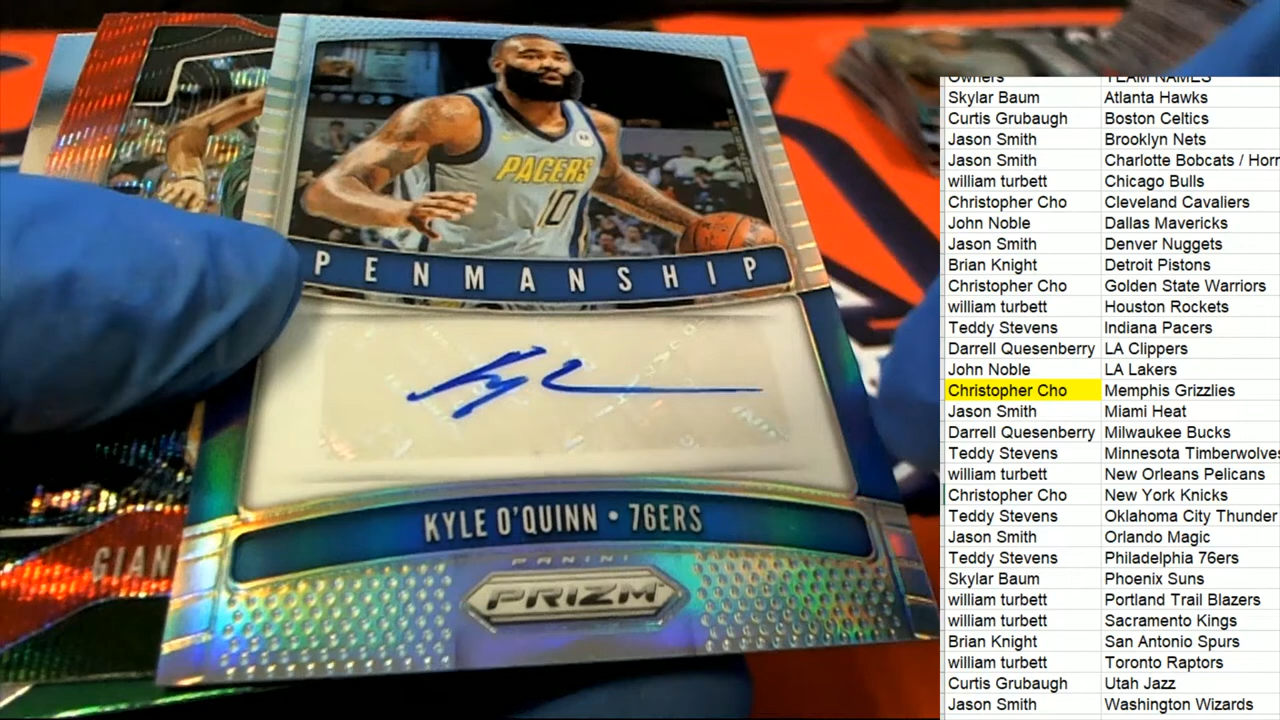 PACERS
10
PENMANSHIP
KYLE O'QUINN • 76ERS
PANINI
PRIZM
GIAN
Owners TEAM NAMES
Skylar Baum Atlanta Hawks
Curtis Grubaugh Boston Celtics
Jason Smith Brooklyn Nets
Jason Smith Charlotte Bobcats / Horr
william turbett Chicago Bulls
Christopher Cho Cleveland Cavaliers
John Noble Dallas Mavericks
Jason Smith Denver Nuggets
Brian Knight Detroit Pistons
Christopher Cho Golden State Warriors
william turbett Houston Rockets
Teddy Stevens Indiana Pacers
Darrell Quesenberry LA Clippers
John Noble LA Lakers
Christopher Cho Memphis Grizzlies
Jason Smith Miami Heat
Darrell Quesenberry Milwaukee Bucks
Teddy Stevens Minnesota Timberwolves
william turbett New Orleans Pelicans
Christopher Cho New York Knicks
Teddy Stevens Oklahoma City Thunder
Jason Smith Orlando Magic
Teddy Stevens Philadelphia 76ers
Skylar Baum Phoenix Suns
william turbett Portland Trail Blazers
william turbett Sacramento Kings
Brian Knight San Antonio Spurs
william turbett Toronto Raptors
Curtis Grubaugh Utah Jazz
Jason Smith Washington Wizards